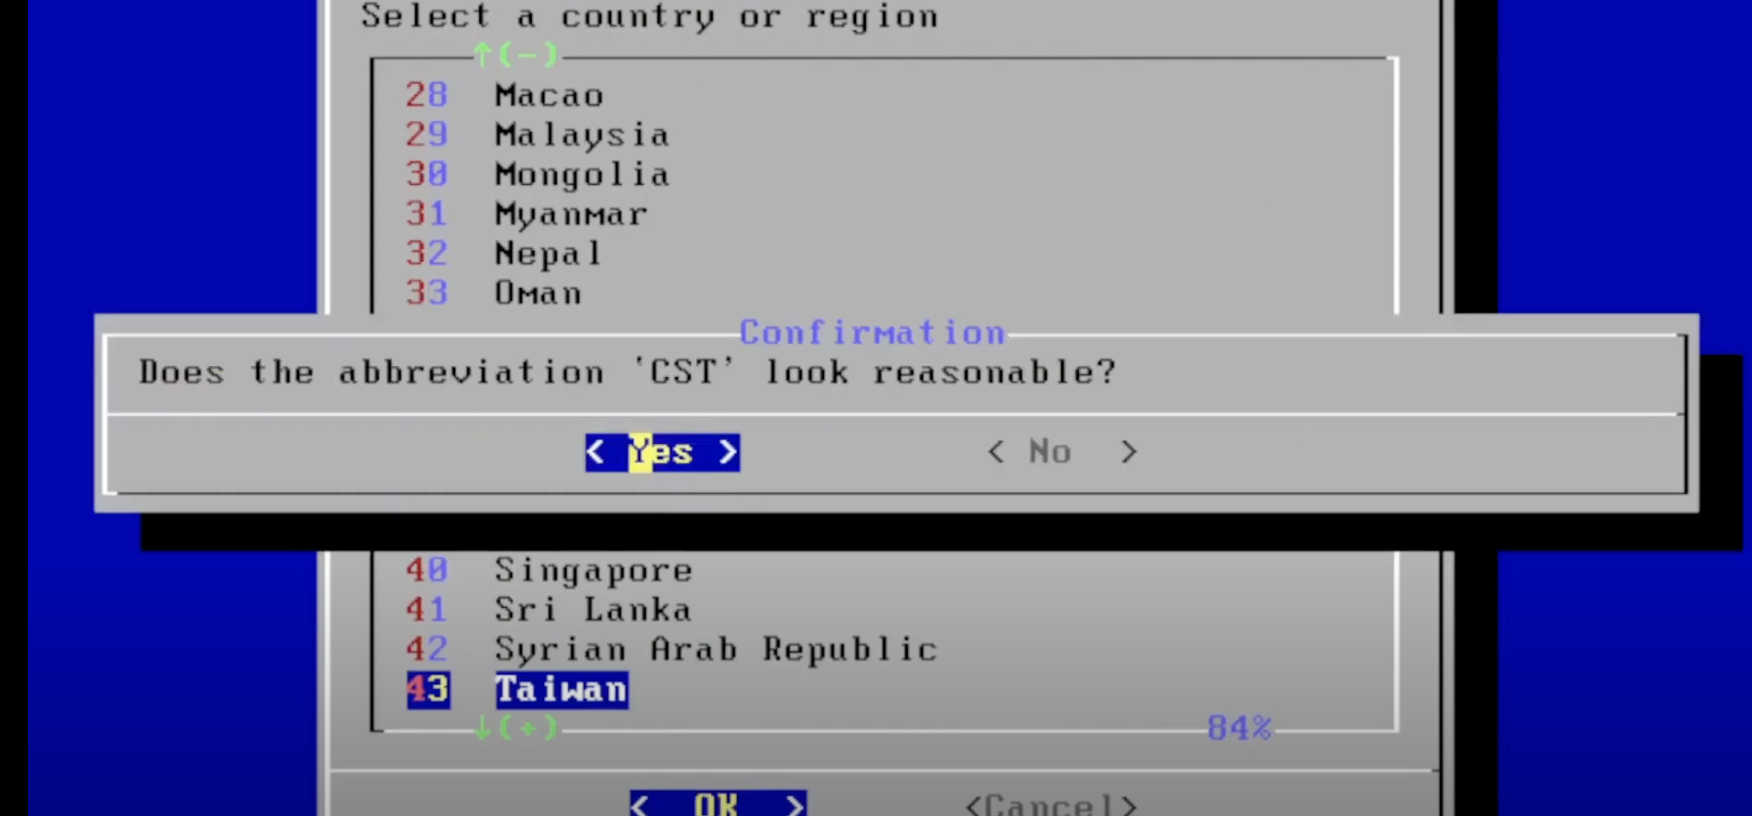 Select a country or region
↑(-)
28 Macao
29 Malaysia
30 Mongolia
31 Myanmar
32 Nepal
33 Oman
Confirmation
Does the abbreviation 'CST' look reasonable?
< Yes > < No >
40 Singapore
41 Sri Lanka
42 Syrian Arab Republic
43 Taiwan
↓(+) 84%
< OK > <Cancel>